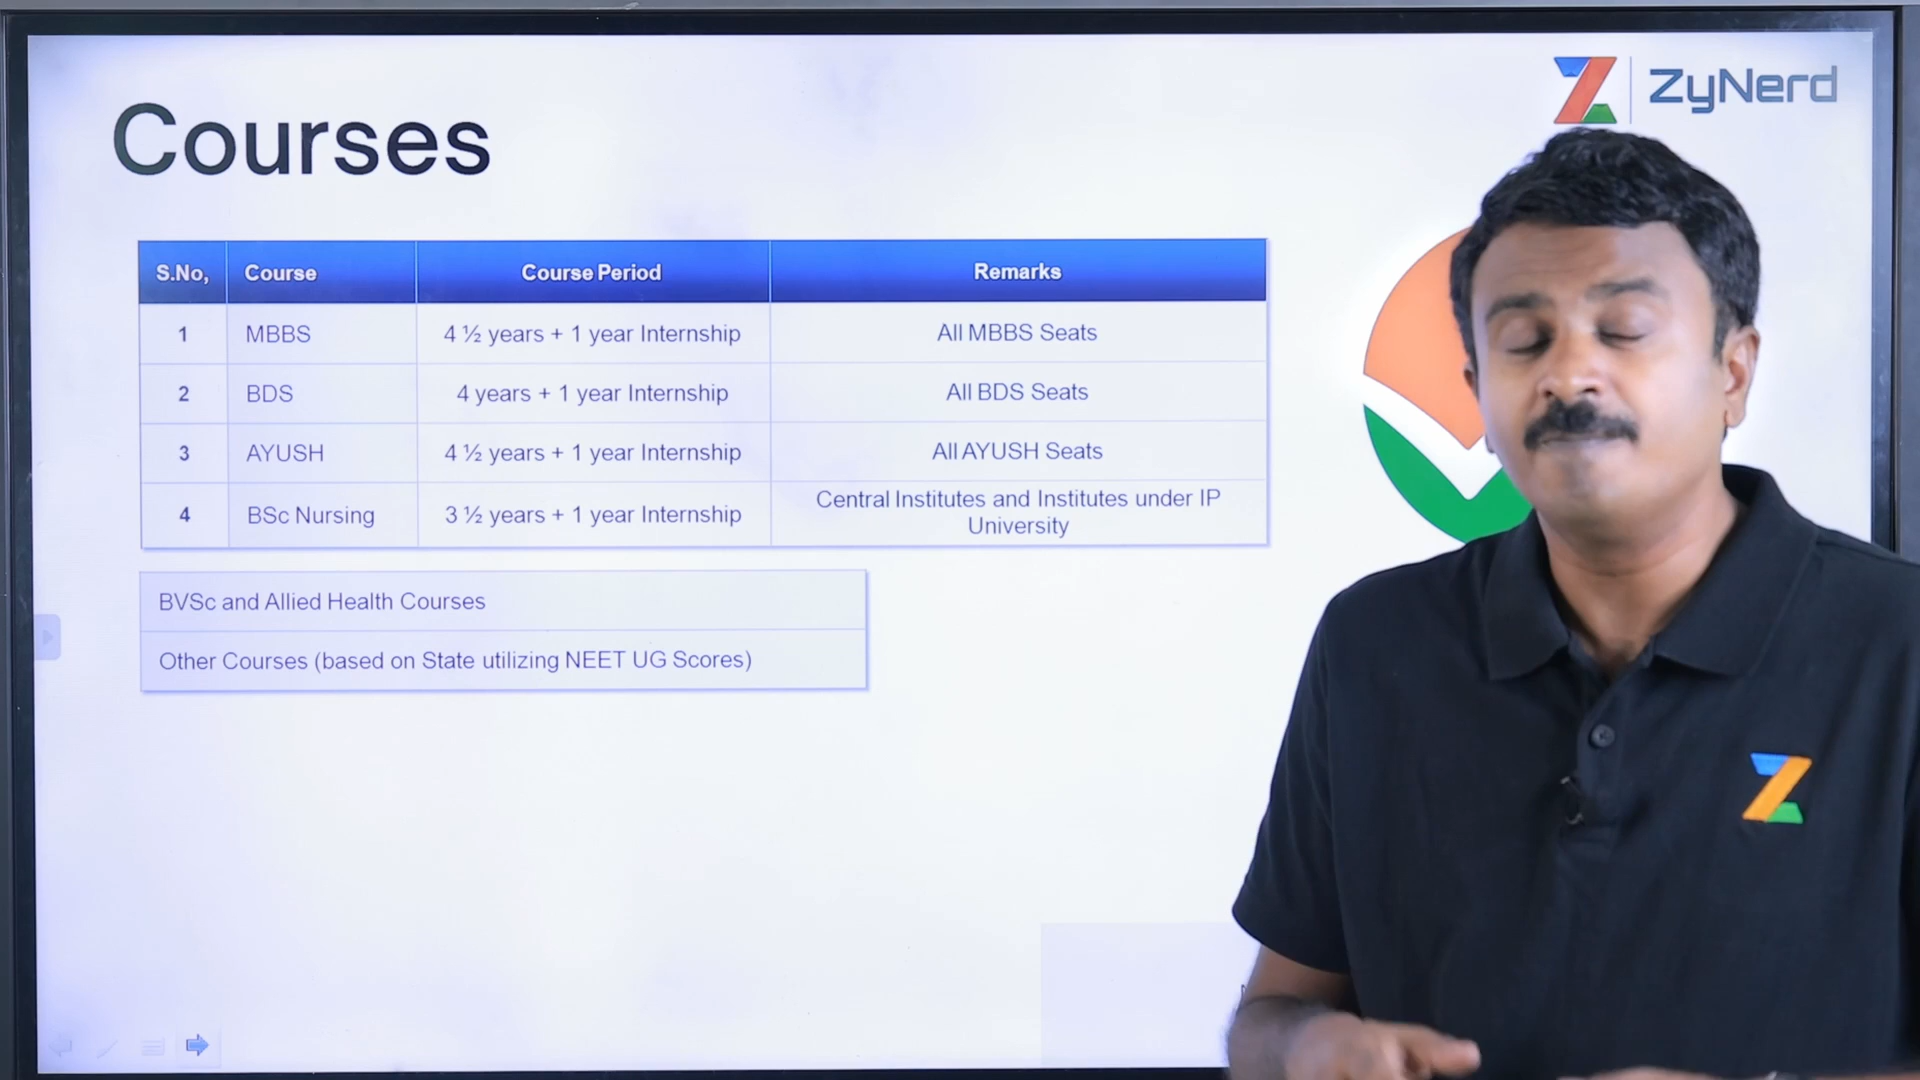 ZyNerd
Courses
S.No, Course Course Period Remarks
1 MBBS 4 ½ years + 1 year Internship All MBBS Seats
2 BDS 4 years + 1 year Internship All BDS Seats
3 AYUSH 4 ½ years + 1 year Internship All AYUSH Seats
4 BSc Nursing 3 ½ years + 1 year Internship Central Institutes and Institutes under IP
University
BVSc and Allied Health Courses
Other Courses (based on State utilizing NEET UG Scores)